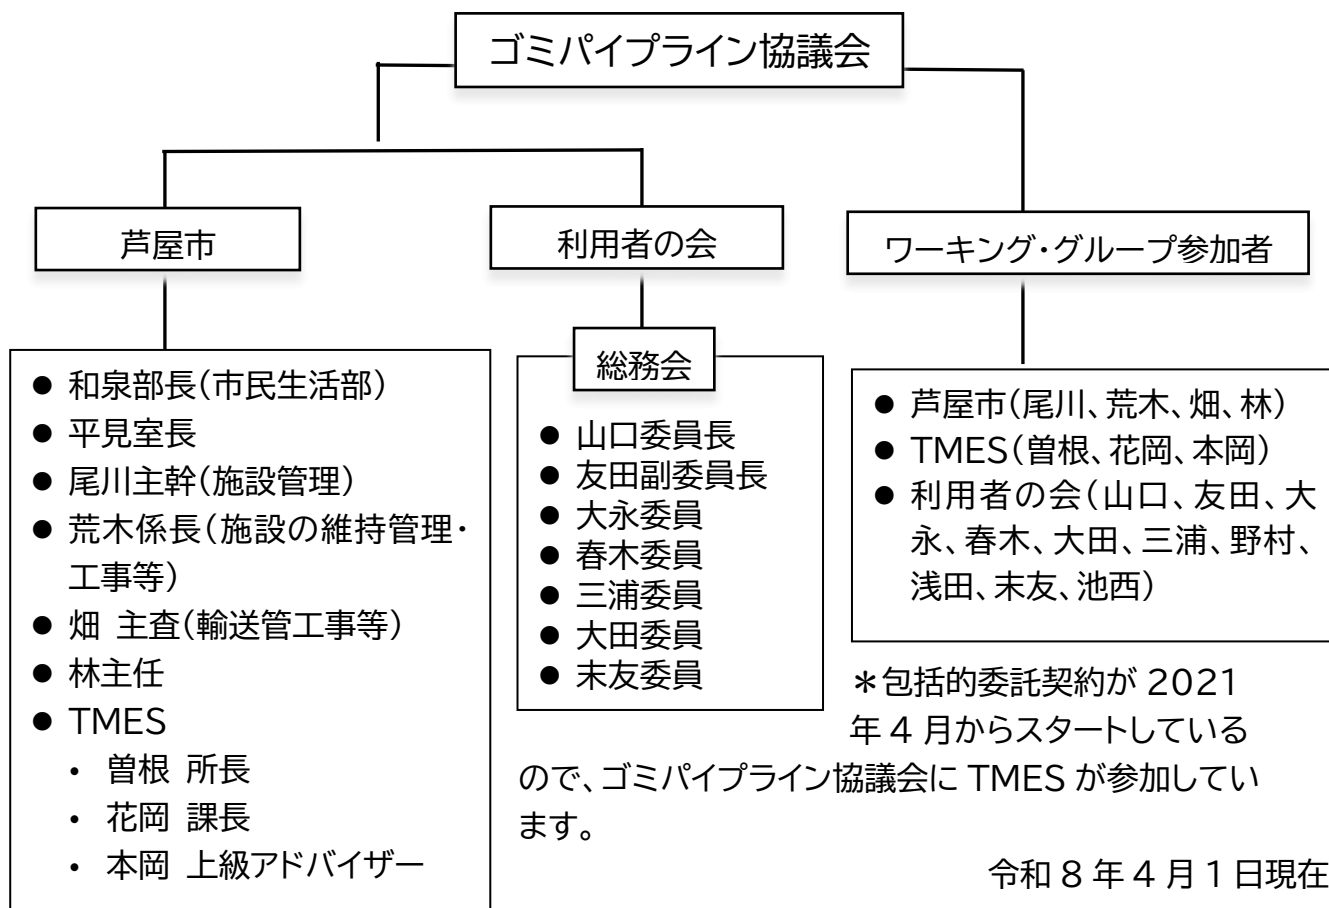 ゴミパイプライン協議会
芦屋市
利用者の会
ワーキング・グループ参加者
● 和泉部長(市民生活部)
● 平見室長
● 尾川主幹(施設管理)
● 荒木係長(施設の維持管理・
工事等)
● 畑 主査(輸送管工事等)
● 林主任
● TMES
・ 曽根 所長
・ 花岡 課長
・ 本岡 上級アドバイザー
総務会
● 山口委員長
● 友田副委員長
● 大永委員
● 春木委員
● 三浦委員
● 大田委員
● 末友委員
● 芦屋市(尾川、荒木、畑、林)
● TMES(曽根、花岡、本岡)
● 利用者の会(山口、友田、大
永、春木、大田、三浦、野村、
浅田、末友、池西)
＊包括的委託契約が 2021
年 4 月からスタートしている
ので、ゴミパイプライン協議会に TMES が参加してい
ます。
令和 8 年 4 月 1 日現在